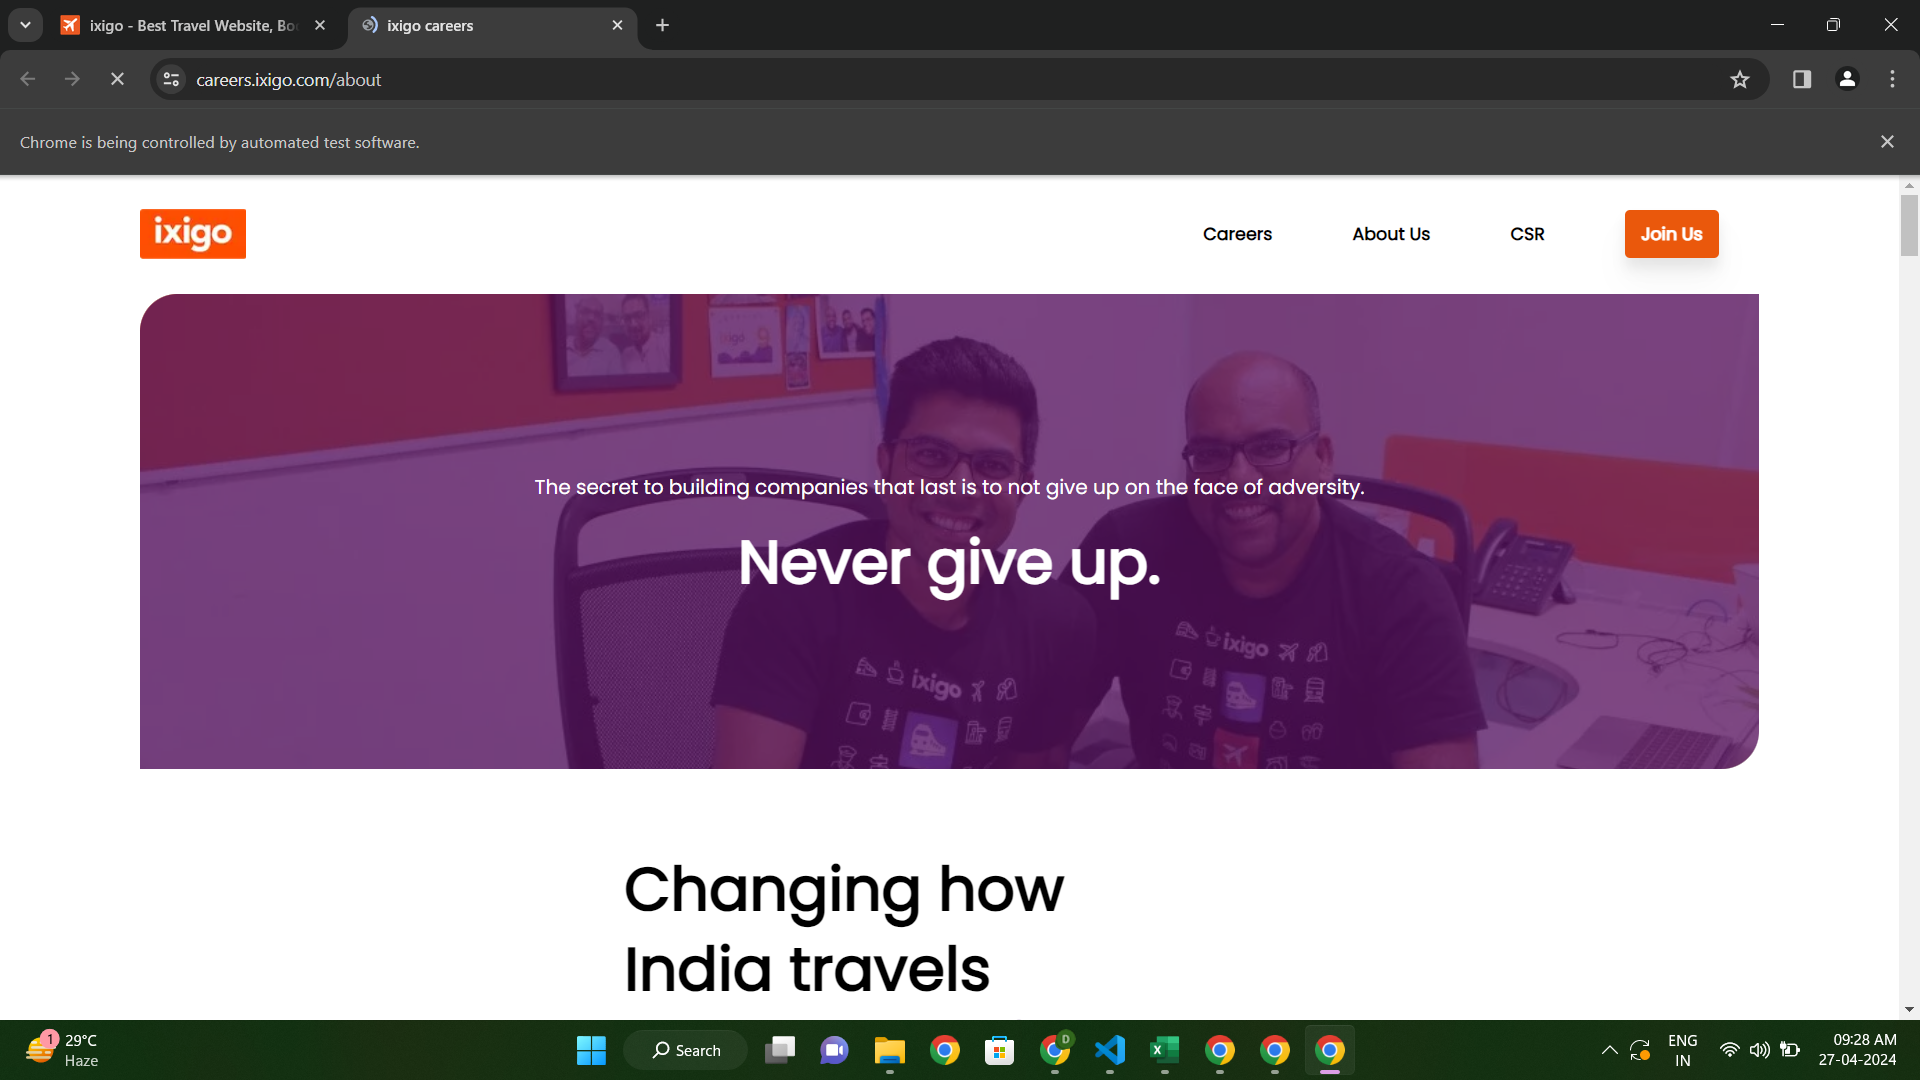 ixigo - Best Travel Website, Bo
ixigo careers
careers.ixigo.com/about
Chrome is being controlled by automated test software.
ixigo
Careers
About Us
CSR
Join Us
The secret to building companies that last is to not give up on the face of adversity.
Never give up.
ixigo
ixigo
Changing how
India travels
1
29°C
Haze
Search
D
ENG
IN
09:28 AM
27-04-2024